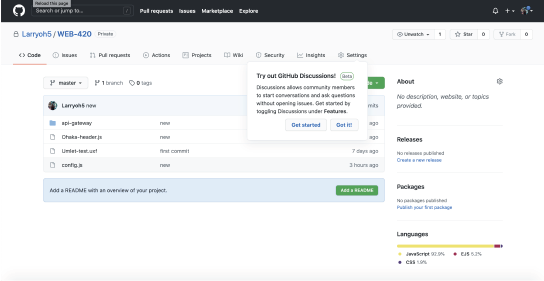 Reload this page
Search or jump to... /
Pull requests Issues Marketplace Explore
Larryoh5 / WEB-420 Private
Unwatch 1 Star 0 Fork 0
Code Issues Pull requests Actions Projects Wiki Security Insights Settings
master 1 branch 0 tags
Try out GitHub Discussions! Beta
Discussions allows community members
to start conversations and ask questions
without opening issues. Get started by
toggling Discussions under Features.
Get started Got it!
About
No description, website, or topics
provided.
Larryoh5 new
api-gateway new ago
new ago
Umlet-test.uxf first commit 7 days ago
config.js new 3 hours ago
Add a README with an overview of your project. Add a README
Releases
No releases published
Create a new release
Packages
No packages published
Publish your first package
Languages
JavaScript 92.9% EJS 5.2%
CSS 1.9%